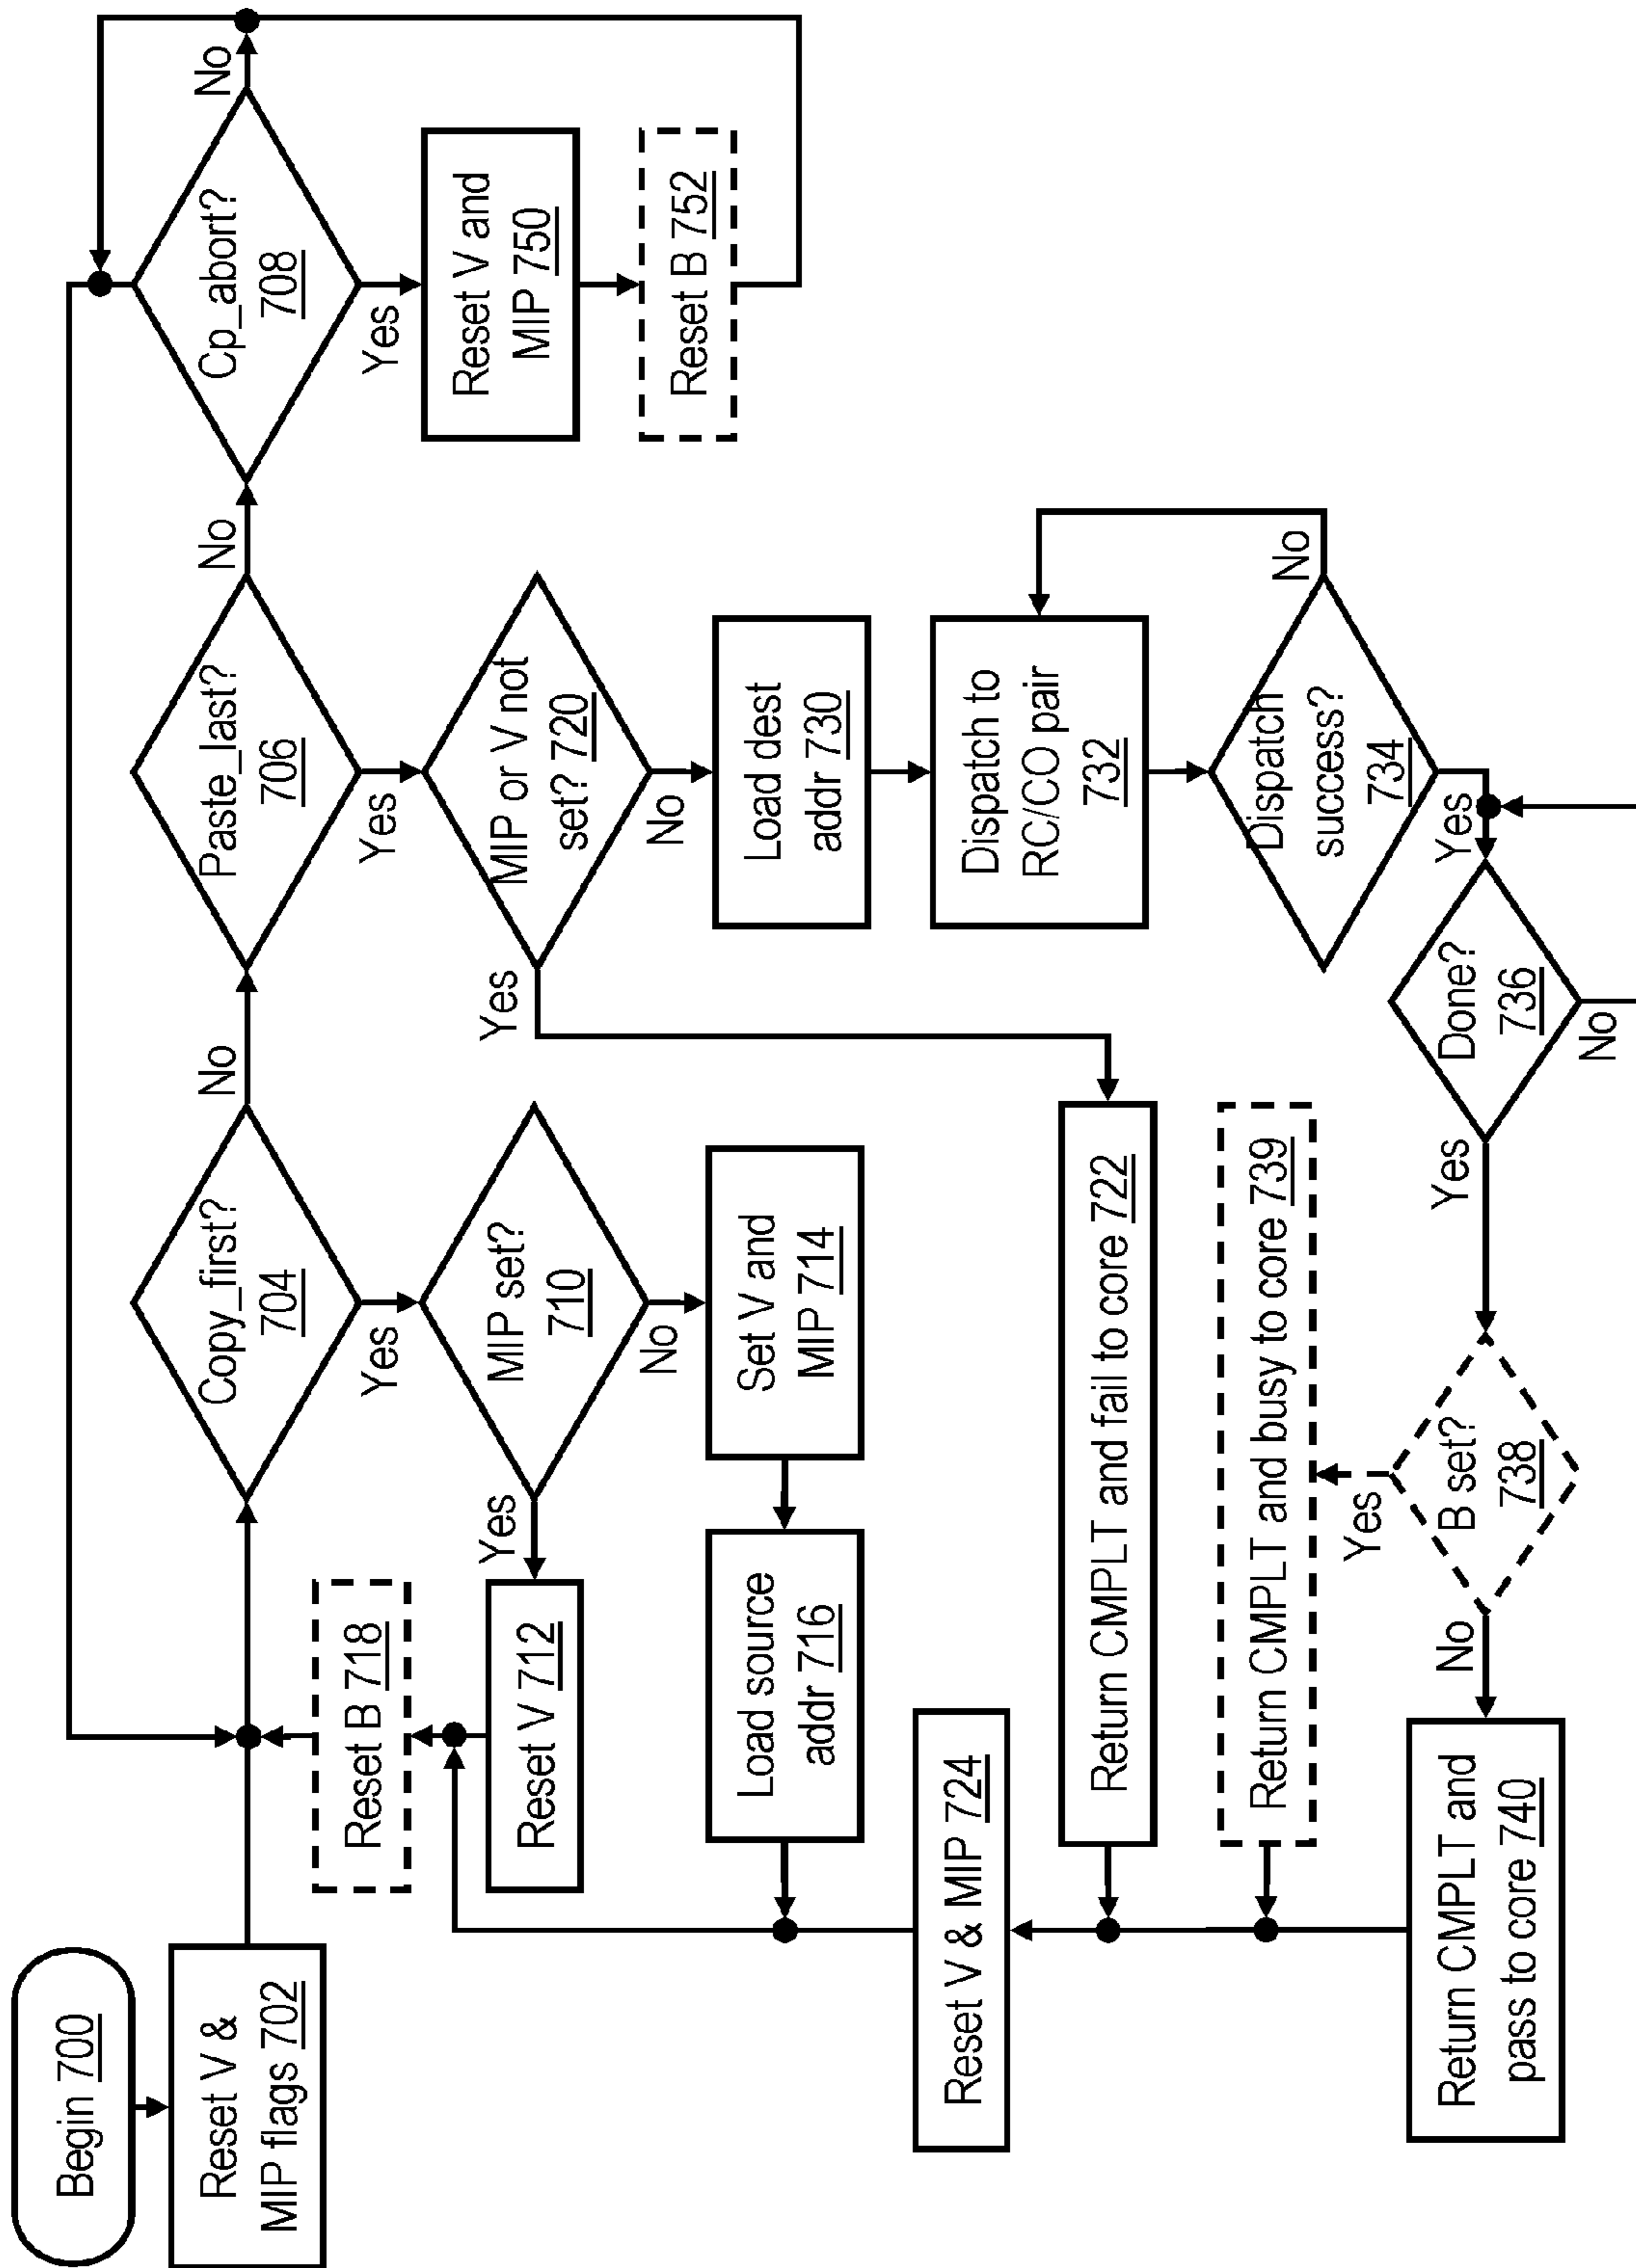 Begin 700
Reset V &
MIP flags 702
Copy_first?
704
No
Yes
Paste_last?
706
No
Yes
Cp_abort?
708
No
Yes
Reset V and
MIP 750
Reset B 752
MIP set?
710
Yes
No
Reset V 712
Reset B 718
Set V and
MIP 714
Load source
addr 716
MIP or V not
set? 720
Yes
No
Return CMPLT and fail to core 722
Reset V & MIP 724
Load dest
addr 730
Dispatch to
RC/CO pair
732
Dispatch
success?
734
No
Yes
Done?
736
No
Yes
B set?
738
Yes
No
Return CMPLT and busy to core 739
Return CMPLT and
pass to core 740